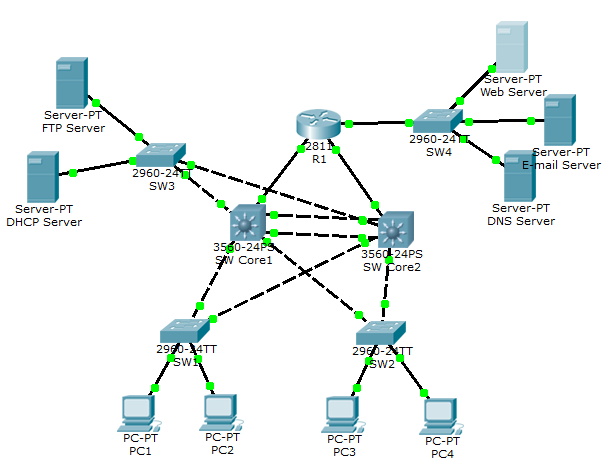 Server-PT
Web Server
Server-PT
FTP Server
2811
R1
2960-24TT
SW4
Server-PT
E-mail Server
2960-24TT
SW3
Server-PT
DHCP Server
Server-PT
DNS Server
3560-24PS
SW Core1
3560-24PS
SW Core2
2960-24TT
SW1
2960-24TT
SW2
PC-PT
PC1
PC-PT
PC2
PC-PT
PC3
PC-PT
PC4